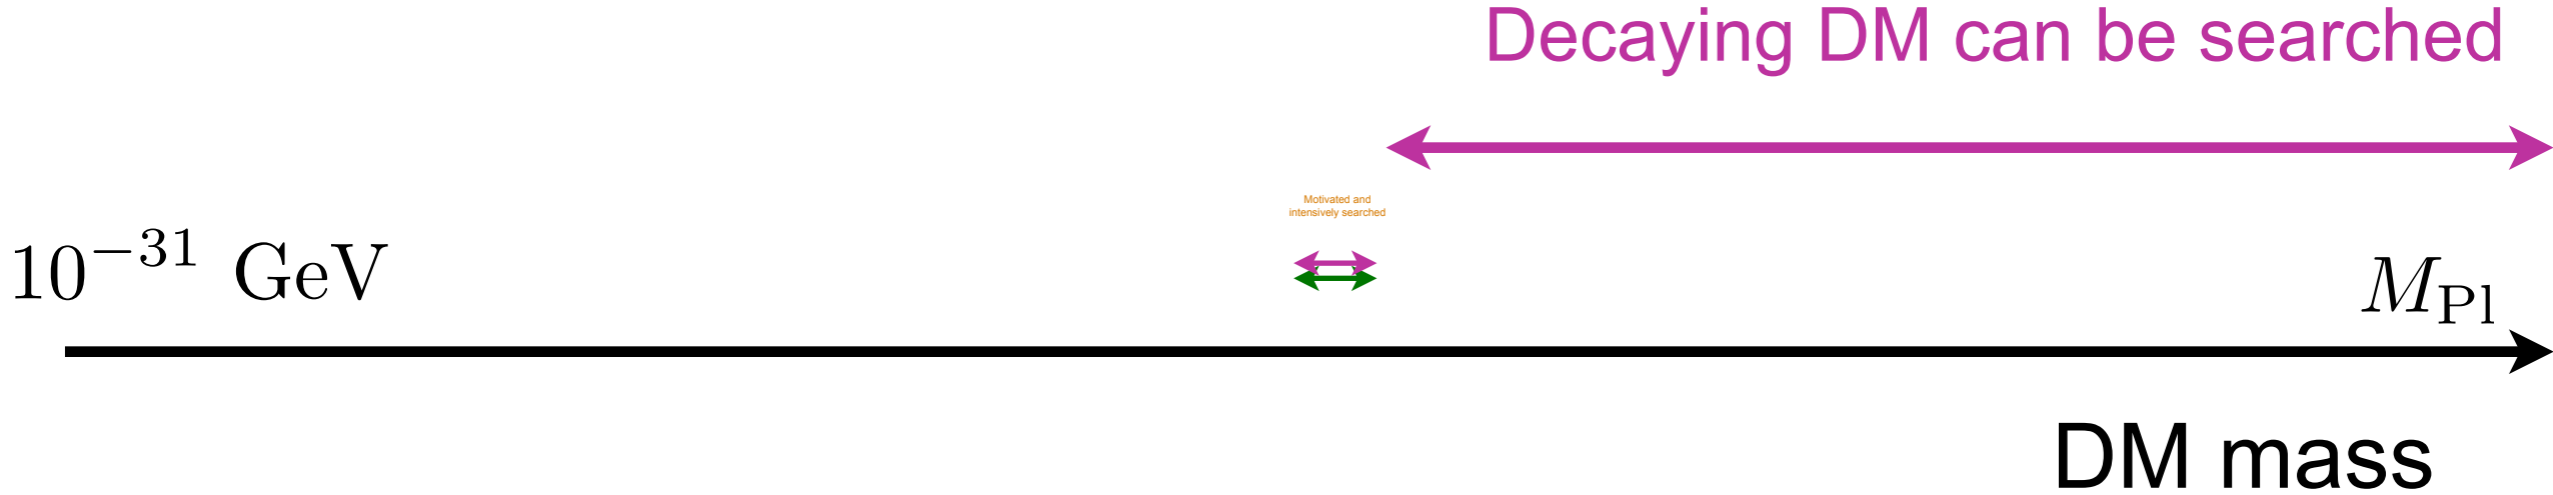 Decaying DM can be searched
Motivated and
intensively searched
10⁻³¹ GeV
M_Pl
DM mass